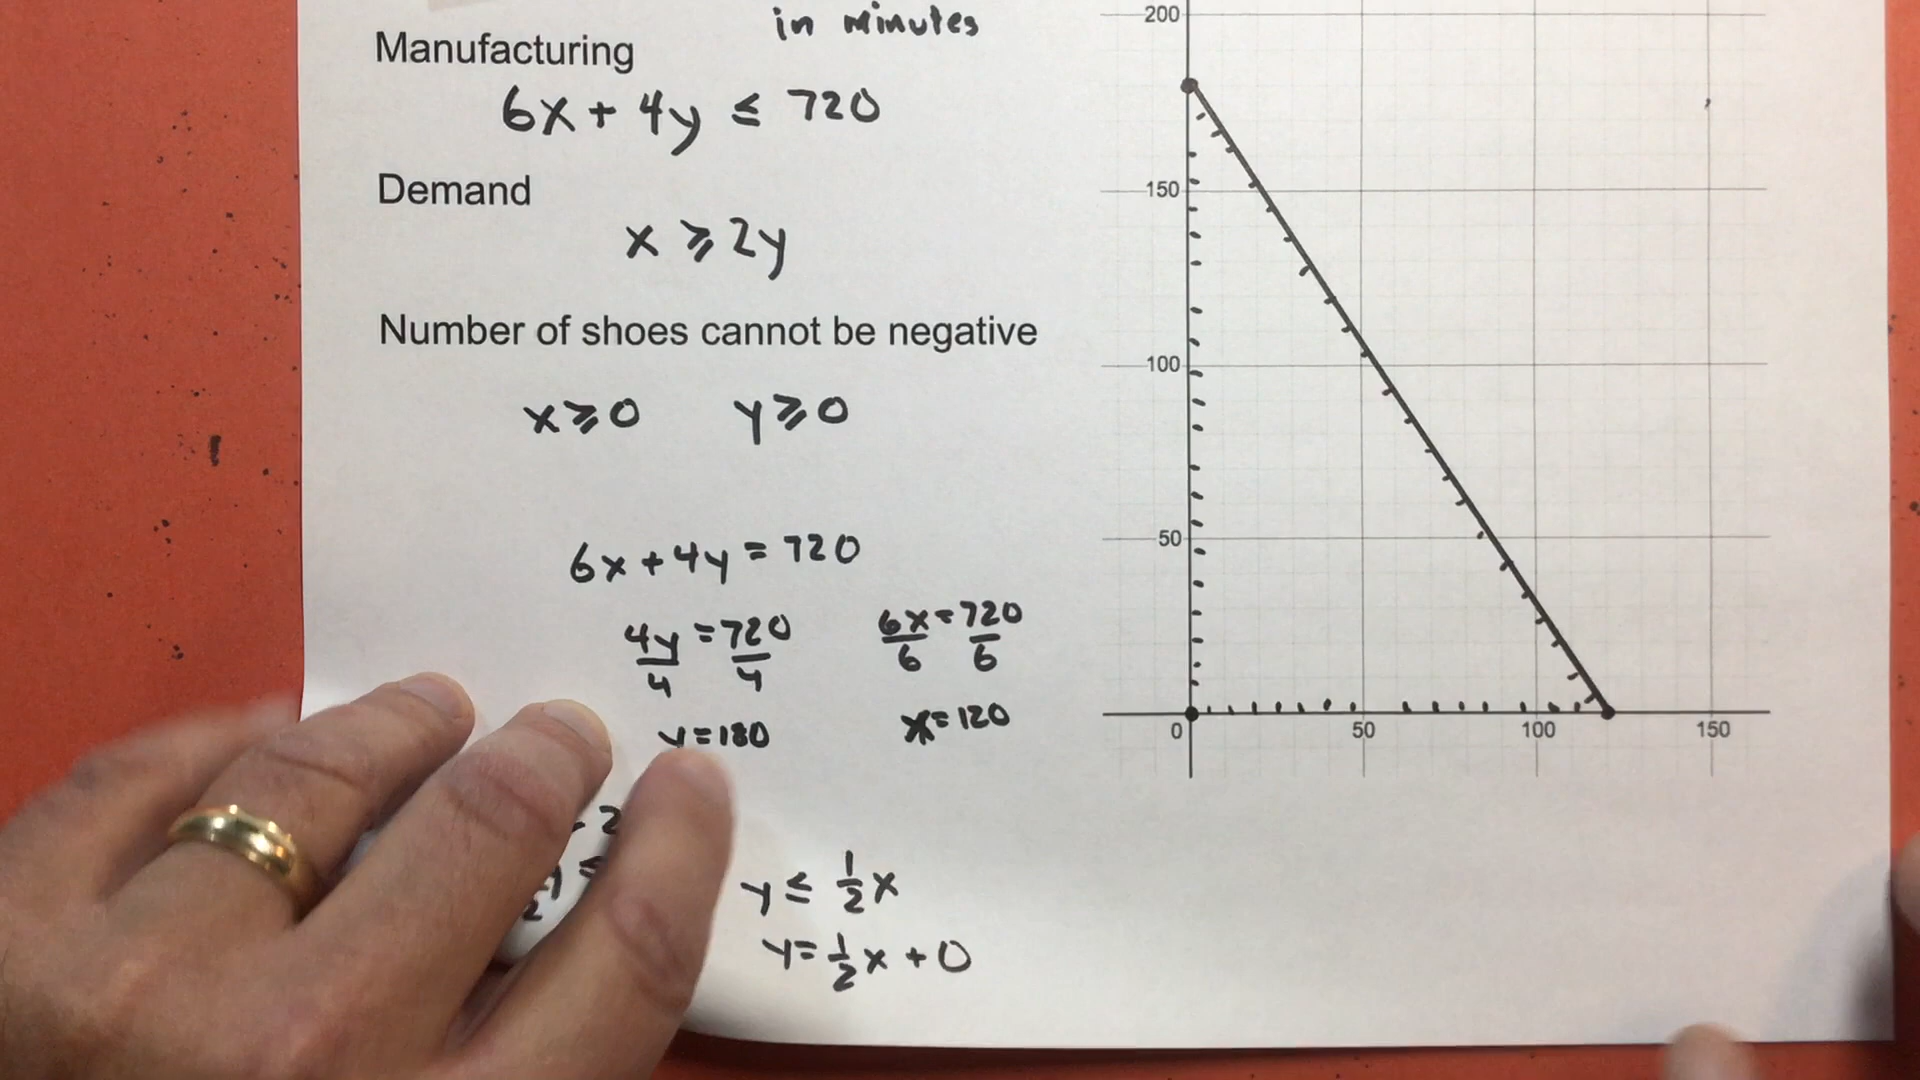 in minutes
Manufacturing
6x + 4y ≤ 720
Demand
x ⩾ 2y
Number of shoes cannot be negative
x ⩾ 0 y ⩾ 0
6x + 4y = 720
4y/4 = 720/4 6x/6 = 720/6
y = 180 x = 120
2
≤
y ≤ 1/2 x
y = 1/2 x + 0
200
150
100
50
0 50 100 150